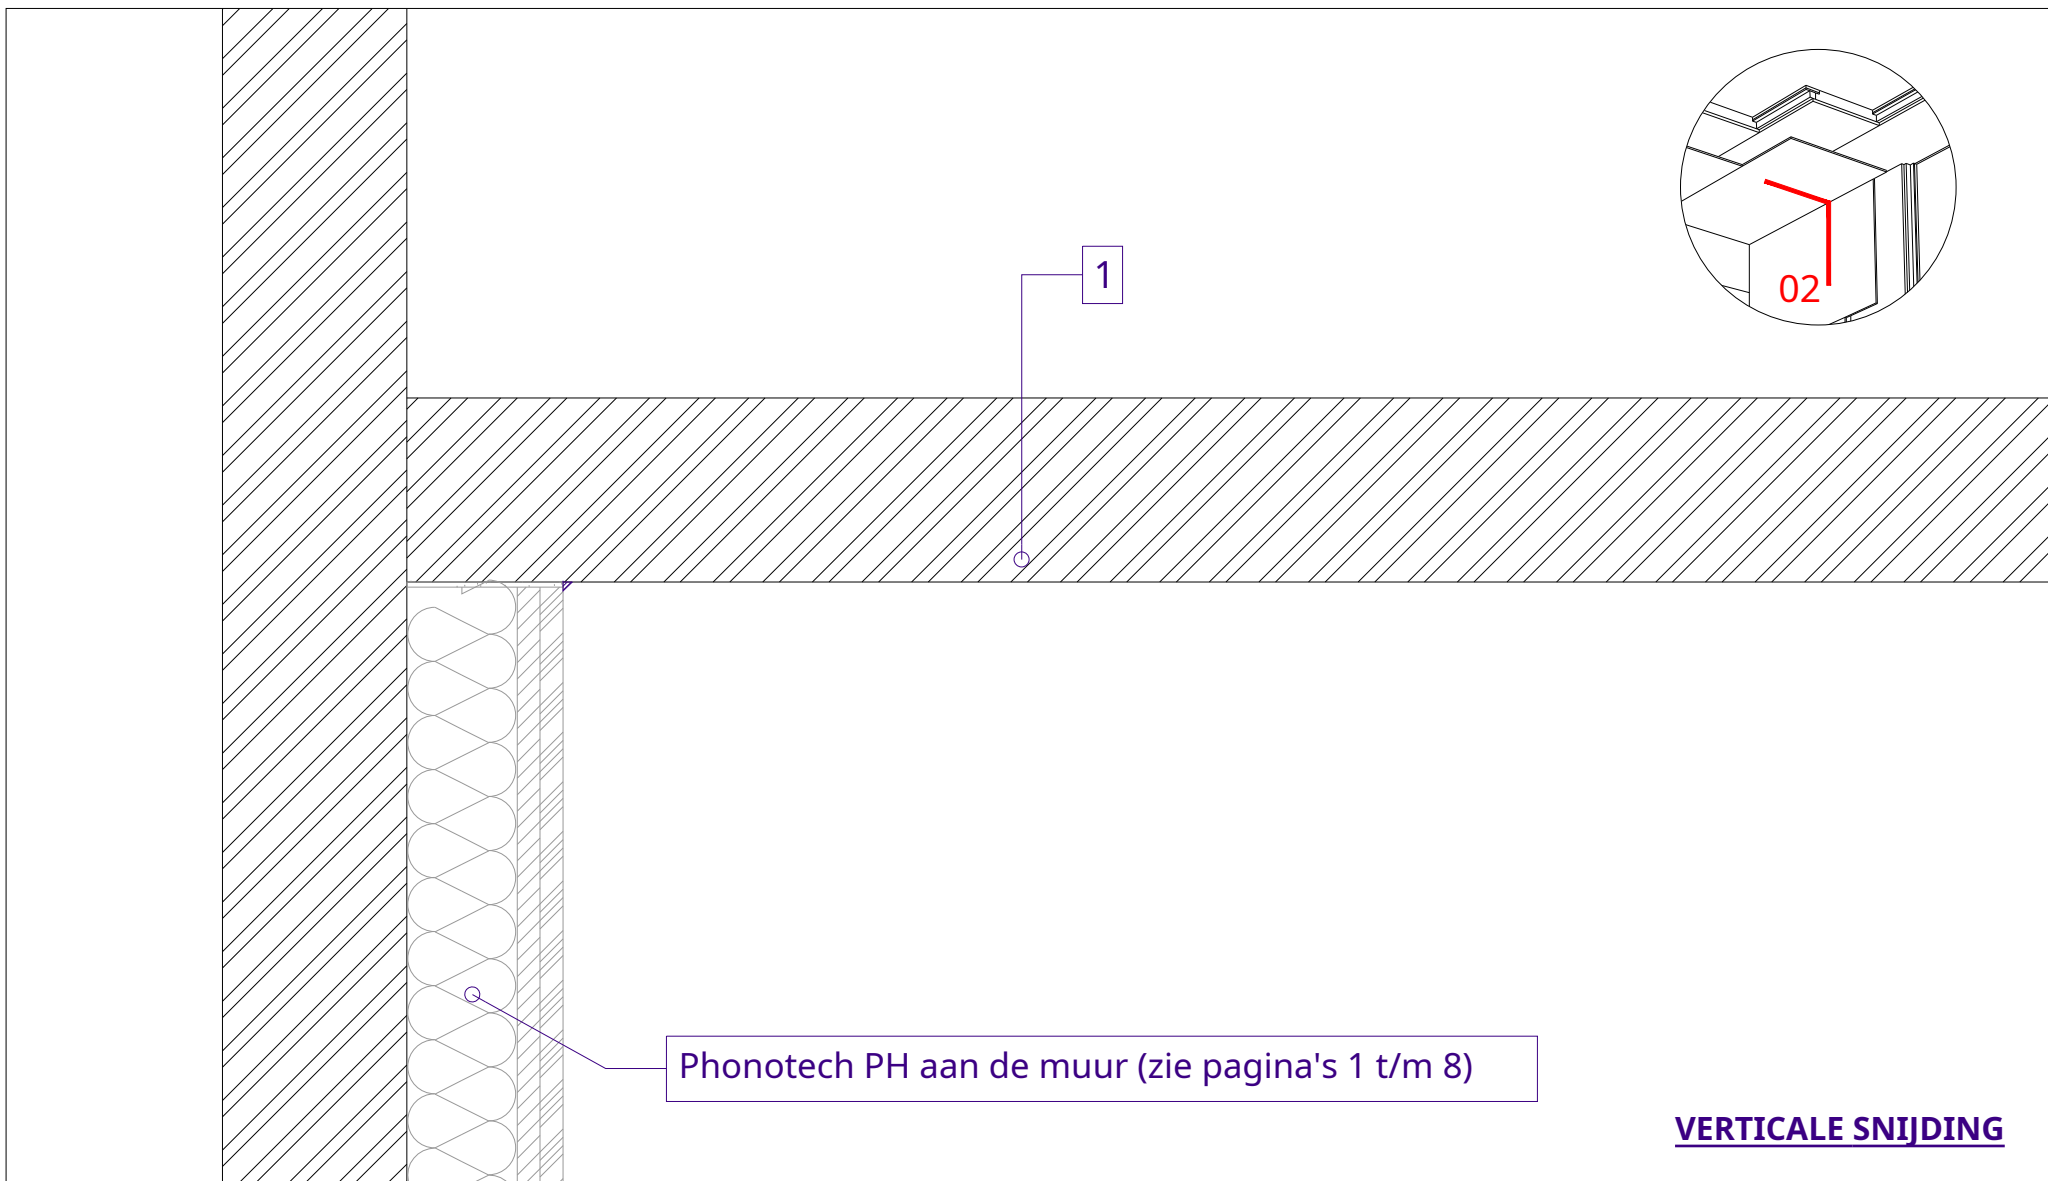 1
02
Phonotech PH aan de muur (zie pagina's 1 t/m 8)
VERTICALE SNIJDING